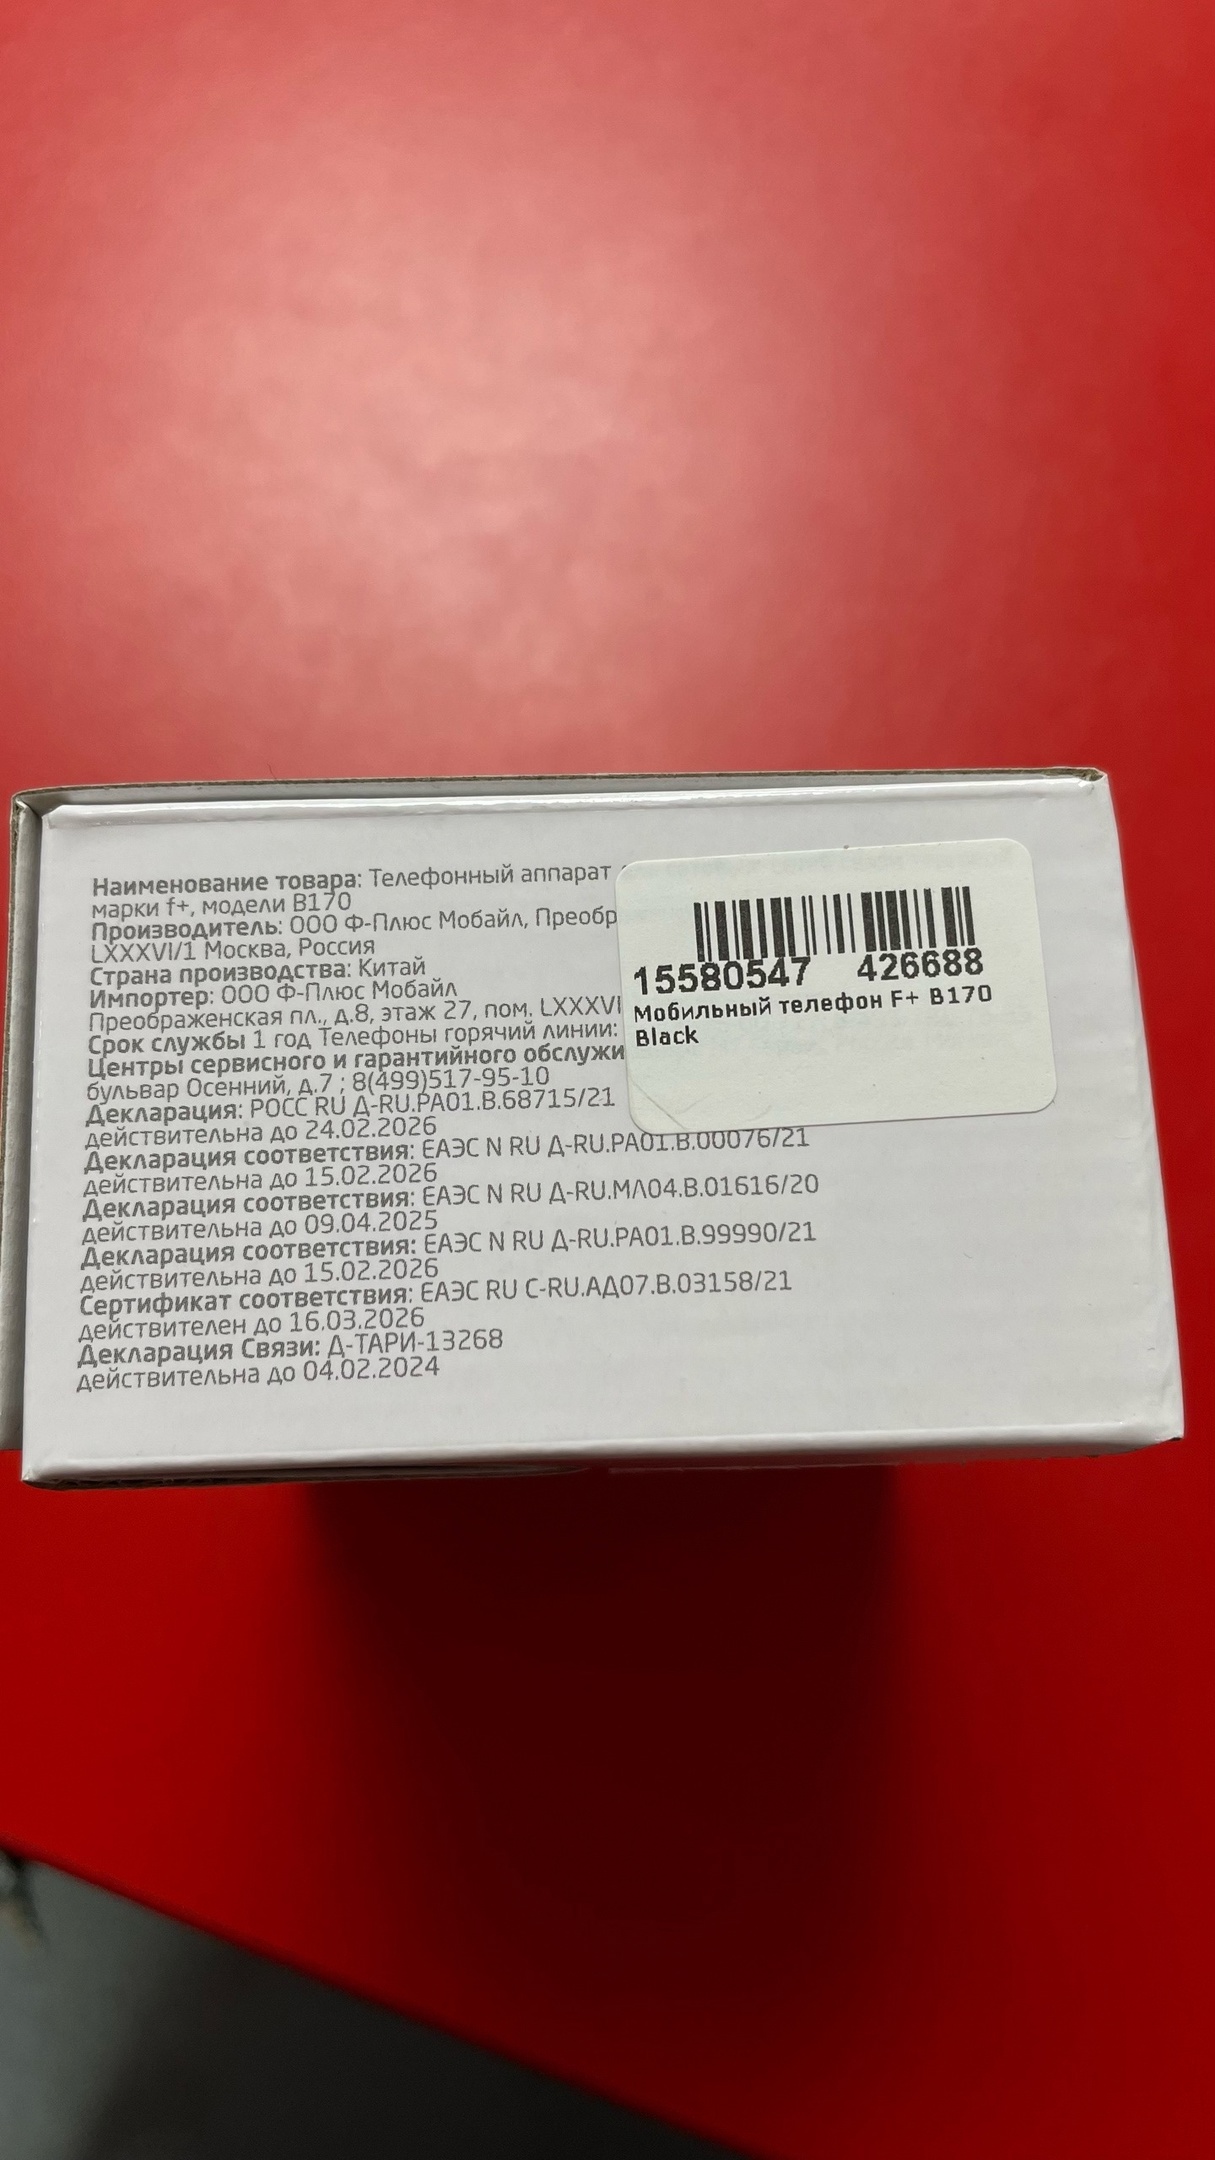 Наименование товара: Телефонный аппарат
марки f+, модели B170
Производитель: ООО Ф-Плюс Мобайл, Преобр
LXXXVI/1 Москва, Россия
Страна производства: Китай
Импортер: ООО Ф-Плюс Мобайл
Преображенская пл., д.8, этаж 27, пом. LXXXVI
Срок службы 1 год Телефоны горячий линии:
Центры сервисного и гарантийного обслужи
бульвар Осенний, д.7 ; 8(499)517-95-10
Декларация: РОСС RU Д-RU.РА01.В.68715/21
действительна до 24.02.2026
Декларация соответствия: ЕАЭС N RU Д-RU.РА01.В.00076/21
действительна до 15.02.2026
Декларация соответствия: ЕАЭС N RU Д-RU.МЛ04.В.01616/20
действительна до 09.04.2025
Декларация соответствия: ЕАЭС N RU Д-RU.РА01.В.99990/21
действительна до 15.02.2026
Сертификат соответствия: ЕАЭС RU С-RU.АД07.В.03158/21
действителен до 16.03.2026
Декларация Связи: Д-ТАРИ-13268
действительна до 04.02.2024
15580547 426688
Мобильный телефон F+ B170
Black